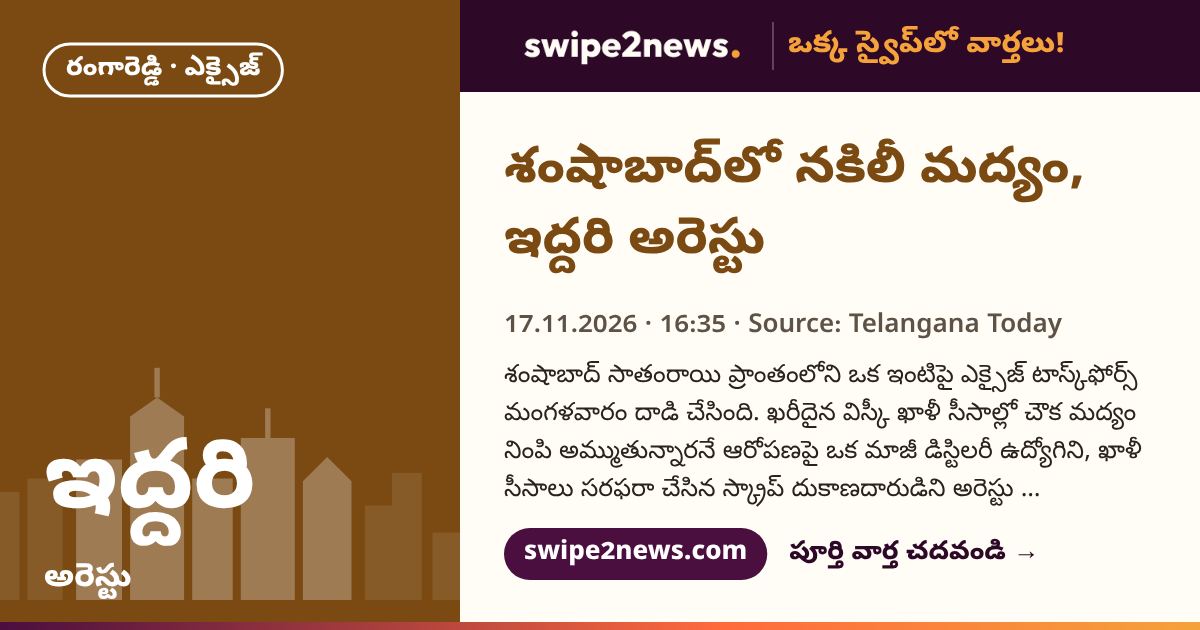 రంగారెడ్డి · ఎక్సైజ్
ఇద్దరి
అరెస్టు
swipe2news.
ఒక్క స్వైప్‌లో వార్తలు!
శంషాబాద్‌లో నకిలీ మద్యం,
ఇద్దరి అరెస్టు
17.11.2026 · 16:35 · Source: Telangana Today
శంషాబాద్ సాతంరాయి ప్రాంతంలోని ఒక ఇంటిపై ఎక్సైజ్ టాస్క్‌ఫోర్స్
మంగళవారం దాడి చేసింది. ఖరీదైన విస్కీ ఖాళీ సీసాల్లో చౌక మద్యం
నింపి అమ్ముతున్నారనే ఆరోపణపై ఒక మాజీ డిస్టిలరీ ఉద్యోగిని, ఖాళీ
సీసాలు సరఫరా చేసిన స్క్రాప్ దుకాణదారుడిని అరెస్టు ...
swipe2news.com
పూర్తి వార్త చదవండి →